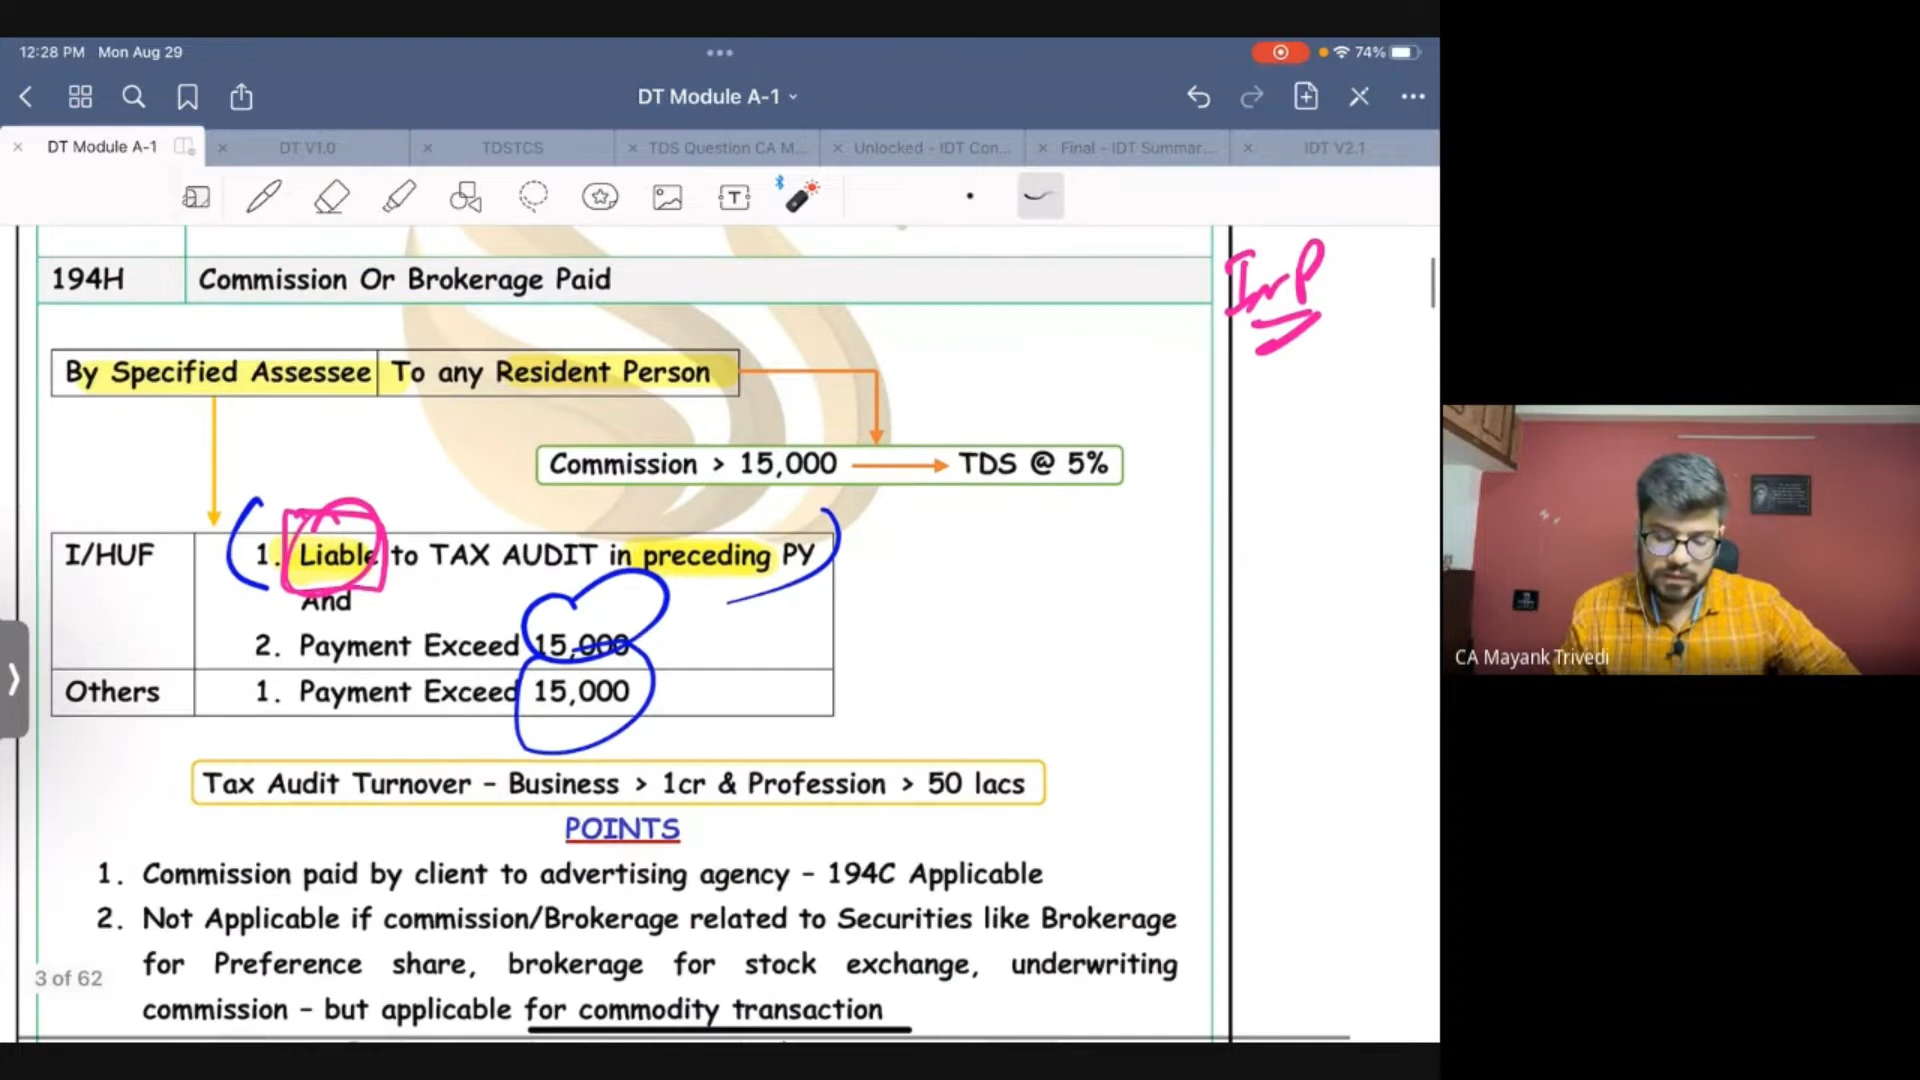 12:28 PM Mon Aug 29
74%
DT Module A-1
DT Module A-1
DT V1.0
TDSTCS
TDS Question CA M...
Unlocked - IDT Con...
Final - IDT Summar...
IDT V2.1
194H Commission Or Brokerage Paid
Imp
By Specified Assessee To any Resident Person
Commission > 15,000 TDS @ 5%
I/HUF 1. Liable to TAX AUDIT in preceding PY
And
2. Payment Exceed 15,000
Others 1. Payment Exceed 15,000
CA Mayank Trivedi
Tax Audit Turnover - Business > 1cr & Profession > 50 lacs
POINTS
1. Commission paid by client to advertising agency - 194C Applicable
2. Not Applicable if commission/Brokerage related to Securities like Brokerage
for Preference share, brokerage for stock exchange, underwriting
commission - but applicable for commodity transaction
3 of 62